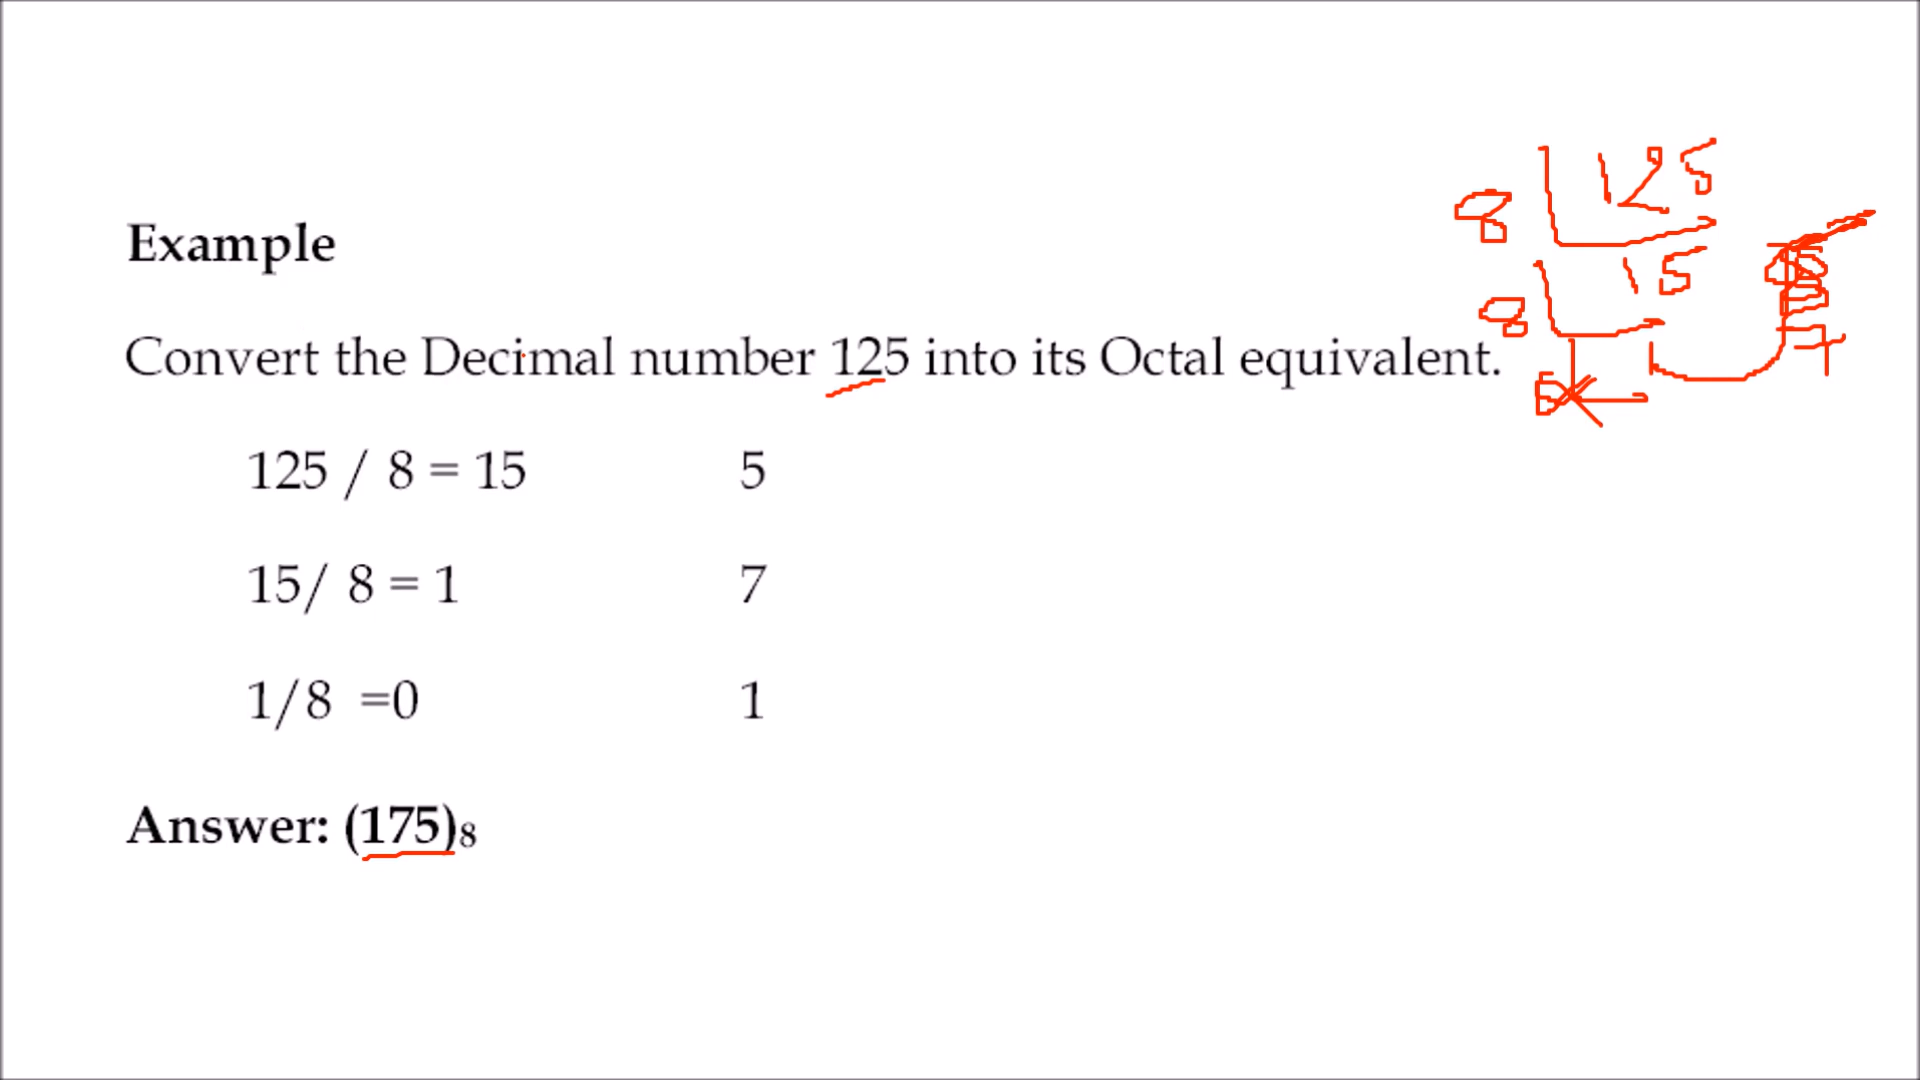 Example
Convert the Decimal number 125 into its Octal equivalent.
125 / 8 = 15 5
15/ 8 = 1 7
1/8 =0 1
Answer: (175)8
8 125
8 15
7